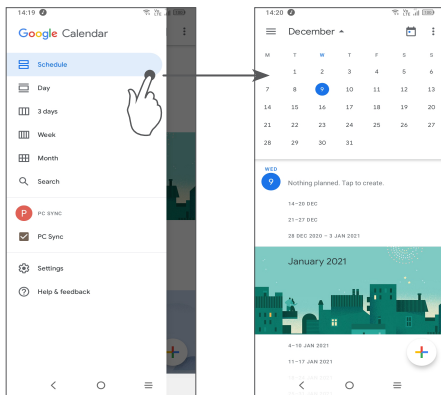 14:19
Google Calendar
Schedule
Day
3 days
Week
Month
Search
P PC SYNC
PC Sync
Settings
Help & feedback
14:20
December
M T W T F S S
1 2 3 4 5 6
7 8 9 10 11 12 13
14 15 16 17 18 19 20
21 22 23 24 25 26 27
28 29 30 31
WED
9 Nothing planned. Tap to create.
14–20 DEC
21–27 DEC
28 DEC 2020 – 3 JAN 2021
January 2021
4–10 JAN 2021
11–17 JAN 2021